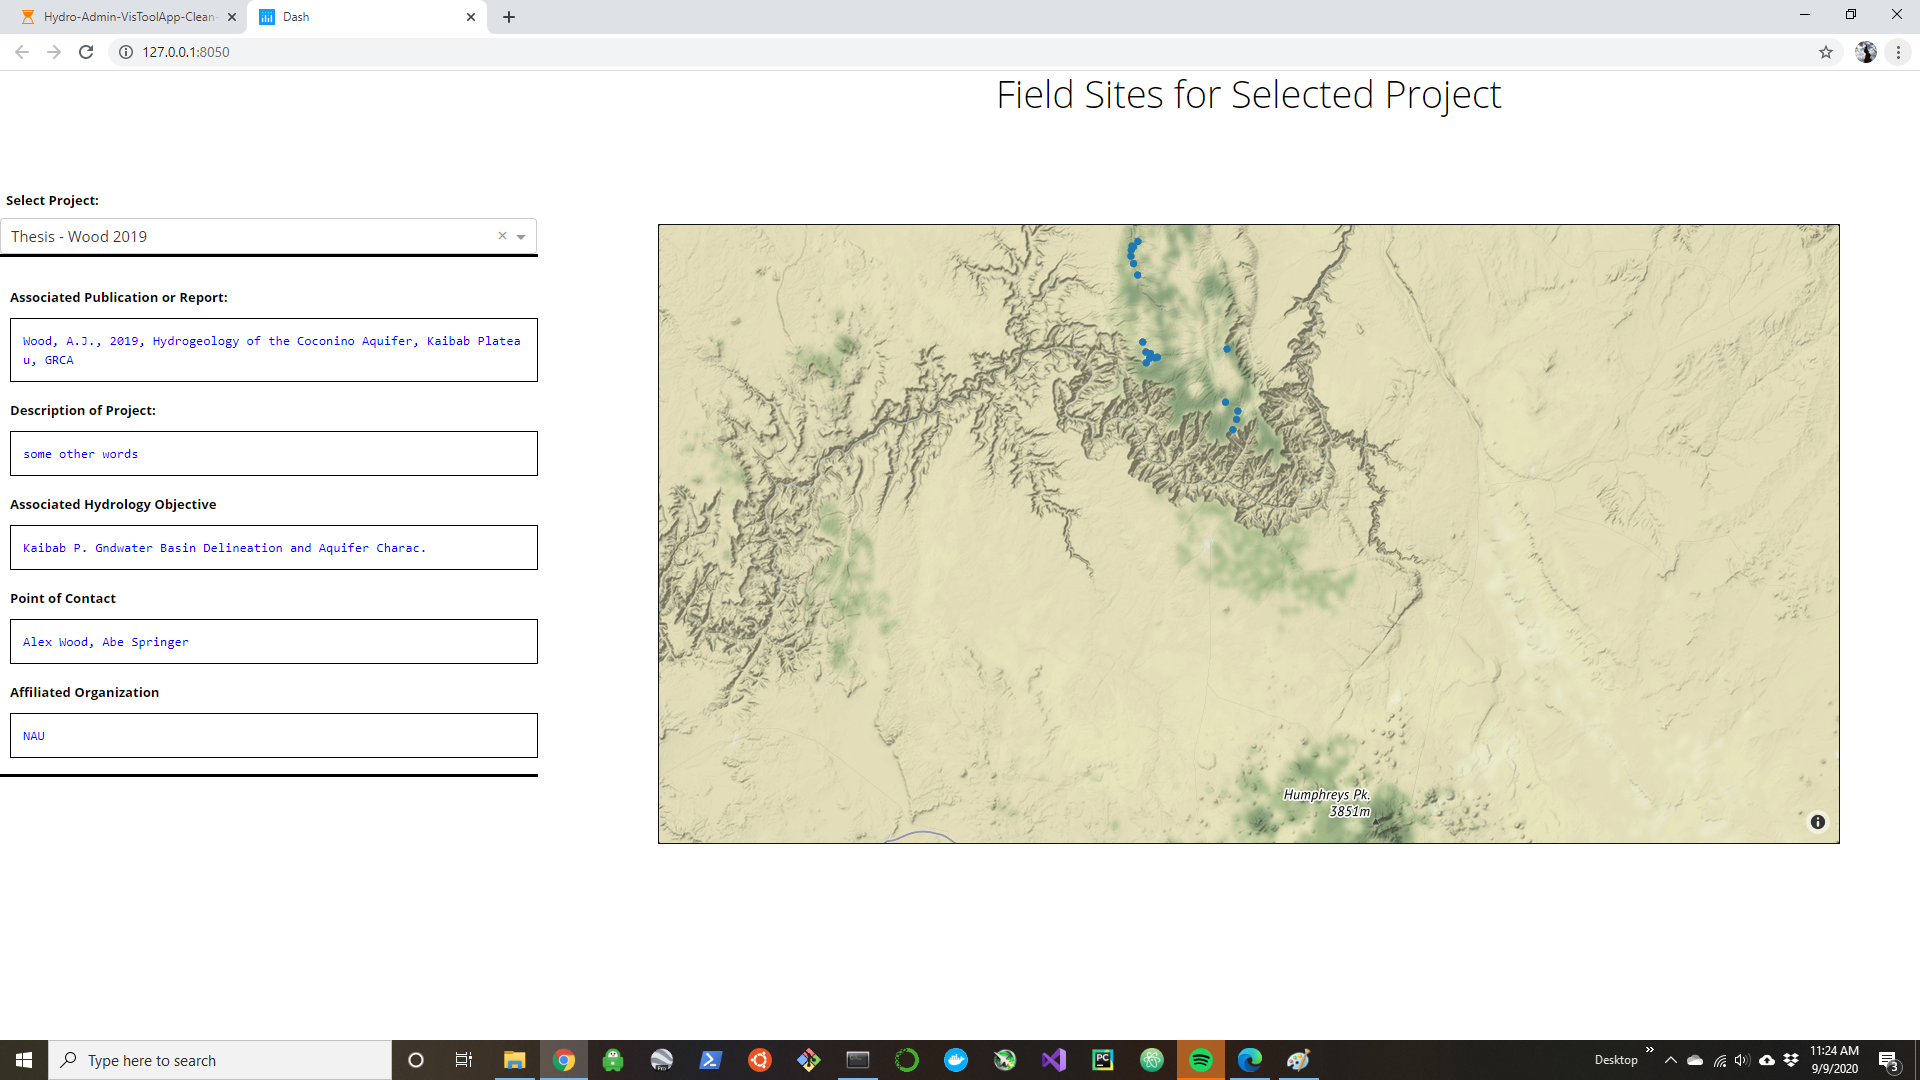 Hydro-Admin-VisToolApp-Clean
Dash
127.0.0.1:8050
Field Sites for Selected Project
Select Project:
Thesis - Wood 2019
Associated Publication or Report:
Wood, A.J., 2019, Hydrogeology of the Coconino Aquifer, Kaibab Platea
u, GRCA
Description of Project:
some other words
Associated Hydrology Objective
Kaibab P. Gndwater Basin Delineation and Aquifer Charac.
Point of Contact
Alex Wood, Abe Springer
Affiliated Organization
NAU
Humphreys Pk.
3851m
Type here to search
PRO
PC
Desktop
11:24 AM
9/9/2020
3